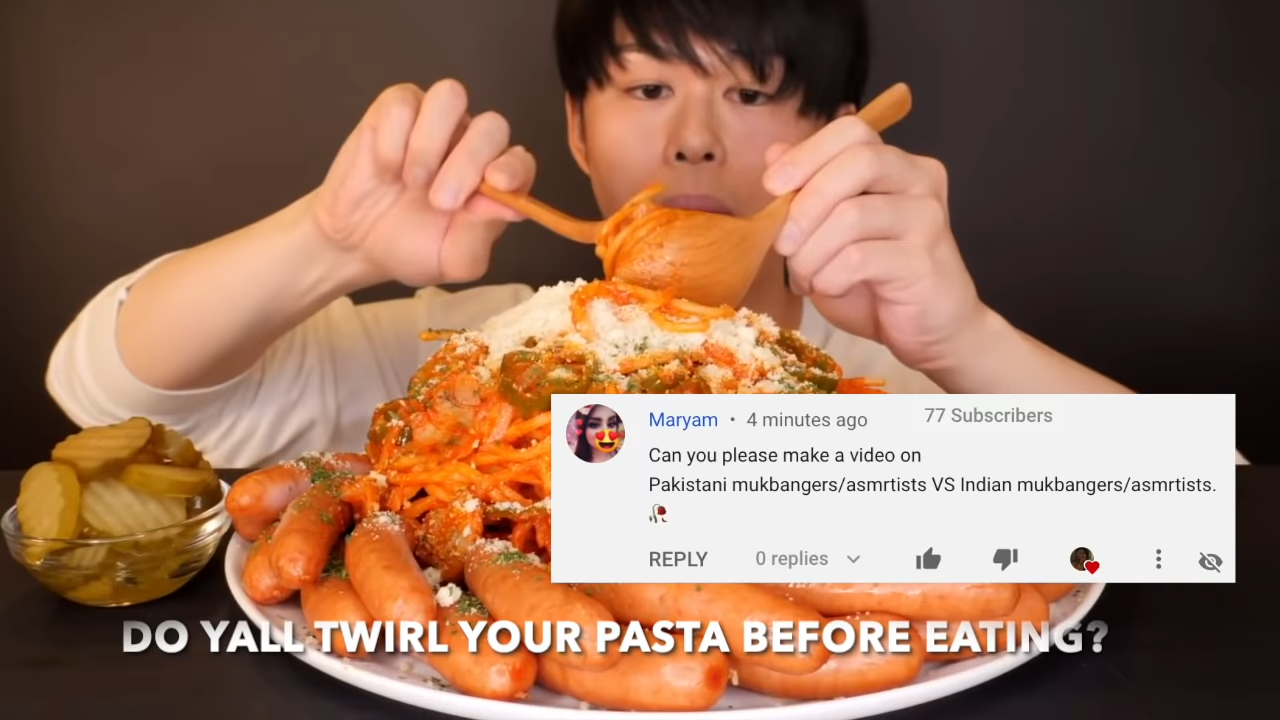 Maryam • 4 minutes ago 77 Subscribers
Can you please make a video on
Pakistani mukbangers/asmrtists VS Indian mukbangers/asmrtists.
🥀
REPLY 0 replies
DO YALL TWIRL YOUR PASTA BEFORE EATING?